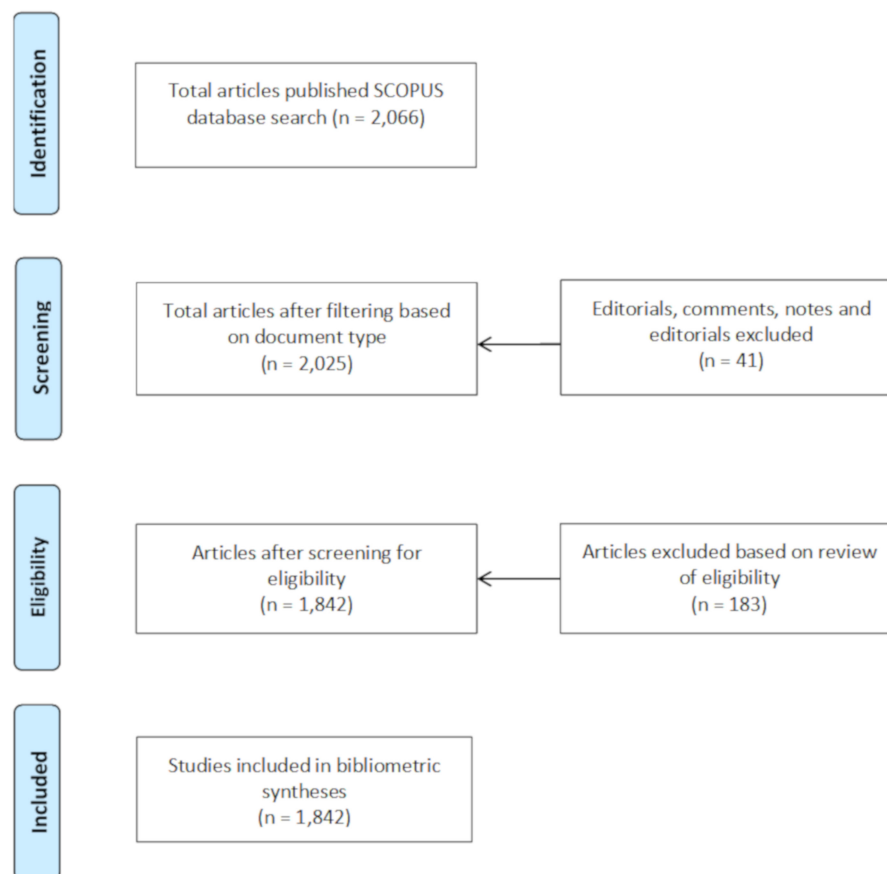 Identification
Total articles published SCOPUS
database search (n = 2,066)
Screening
Total articles after filtering based
on document type
(n = 2,025)
Editorials, comments, notes and
editorials excluded
(n = 41)
Eligibility
Articles after screening for
eligibility
(n = 1,842)
Articles excluded based on review
of eligibility
(n = 183)
Included
Studies included in bibliometric
syntheses
(n = 1,842)